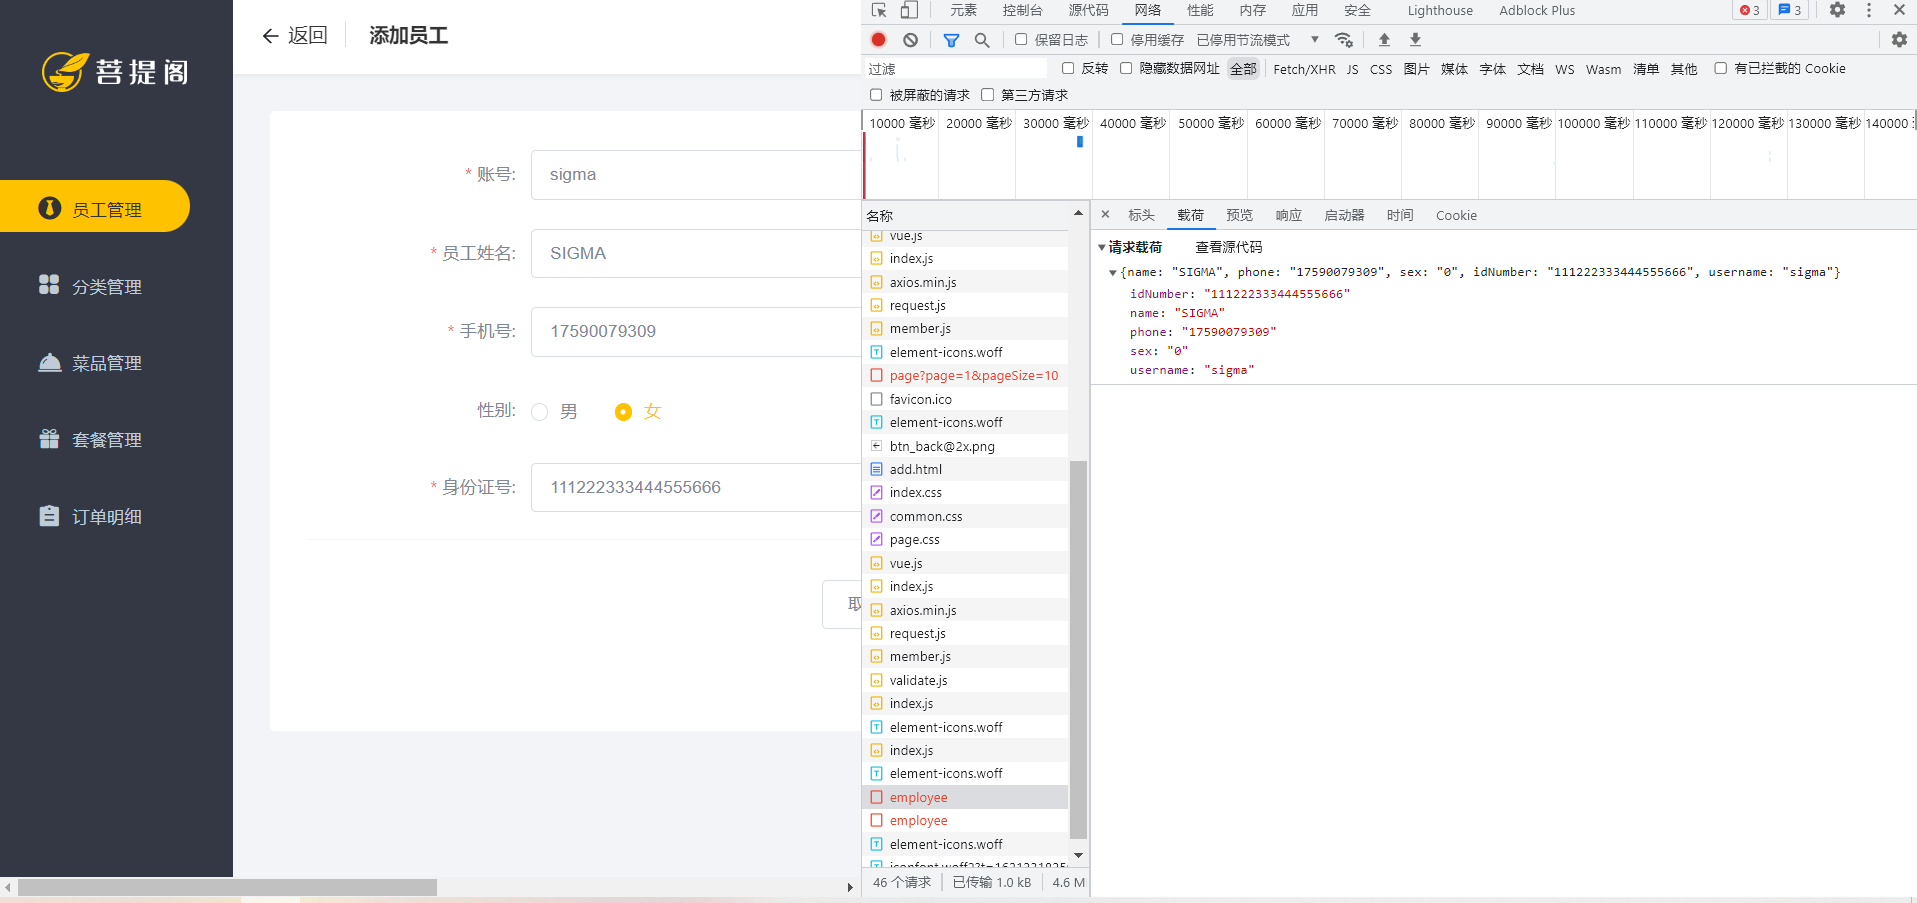 菩提阁
员工管理
分类管理
菜品管理
套餐管理
订单明细
返回
添加员工
* 账号: sigma
* 员工姓名: SIGMA
* 手机号: 17590079309
性别: 男 女
* 身份证号: 111222333444555666
取
元素 控制台 源代码 网络 性能 内存 应用 安全 Lighthouse Adblock Plus 3 3
保留日志 停用缓存 已停用节流模式
过滤 反转 隐藏数据网址 全部 Fetch/XHR JS CSS 图片 媒体 字体 文档 WS Wasm 清单 其他 有已拦截的 Cookie
被屏蔽的请求 第三方请求
10000 毫秒 20000 毫秒 30000 毫秒 40000 毫秒 50000 毫秒 60000 毫秒 70000 毫秒 80000 毫秒 90000 毫秒 100000 毫秒 110000 毫秒 120000 毫秒 130000 毫秒 140000
名称
vue.js
index.js
axios.min.js
request.js
member.js
element-icons.woff
page?page=1&pageSize=10
favicon.ico
element-icons.woff
btn_back@2x.png
add.html
index.css
common.css
page.css
vue.js
index.js
axios.min.js
request.js
member.js
validate.js
index.js
element-icons.woff
index.js
element-icons.woff
employee
employee
element-icons.woff
46 个请求 已传输 1.0 kB 4.6 M
标头 载荷 预览 响应 启动器 时间 Cookie
请求载荷 查看源代码
{name: "SIGMA", phone: "17590079309", sex: "0", idNumber: "111222333444555666", username: "sigma"}
idNumber: "111222333444555666"
name: "SIGMA"
phone: "17590079309"
sex: "0"
username: "sigma"